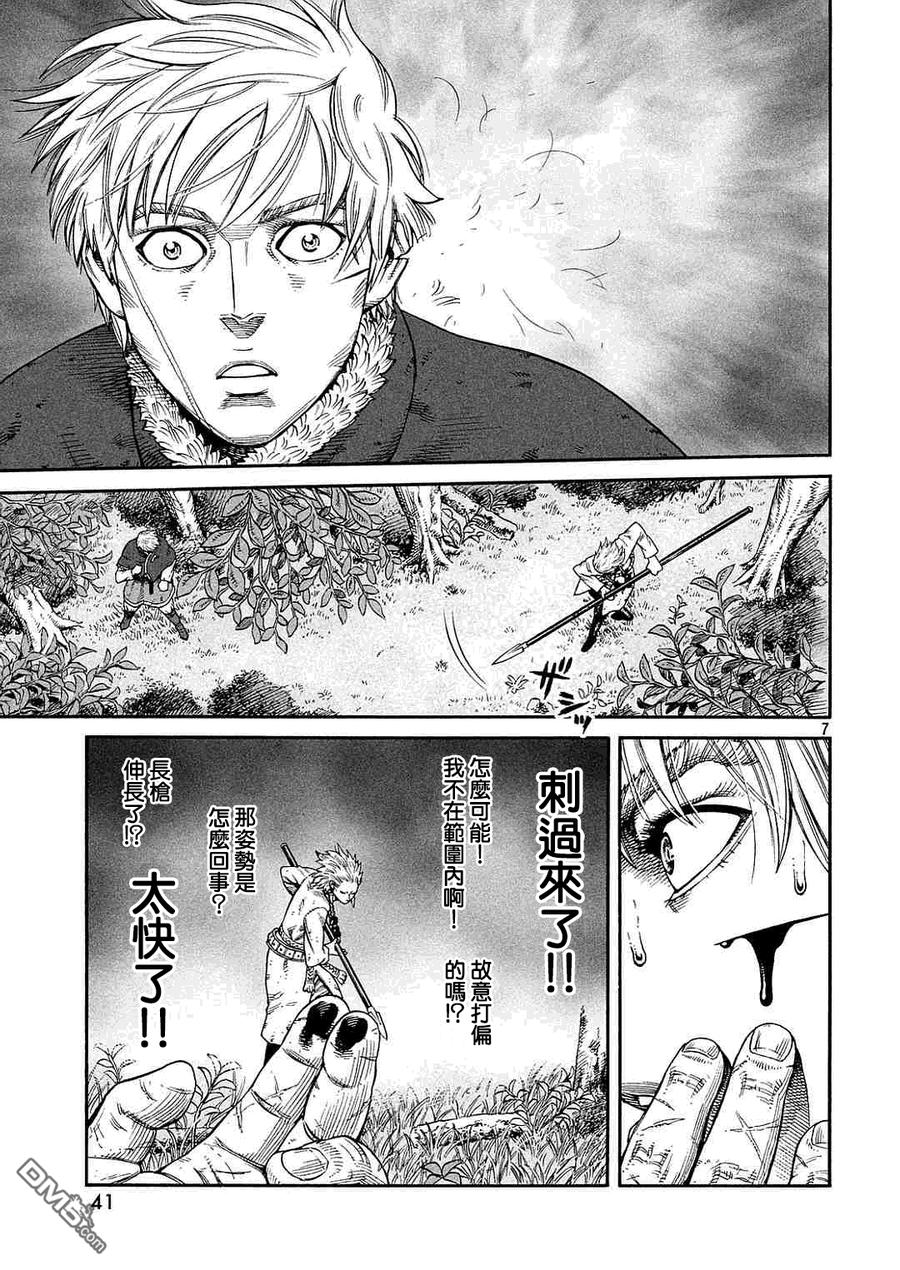 ザシッ
7
刺過來了!!
怎麼可能!
我不在範圍內啊!
故意打偏
的嗎!?
那姿勢是
怎麼回事?
長槍
伸長了!?
太快了!!
41
DM5.com